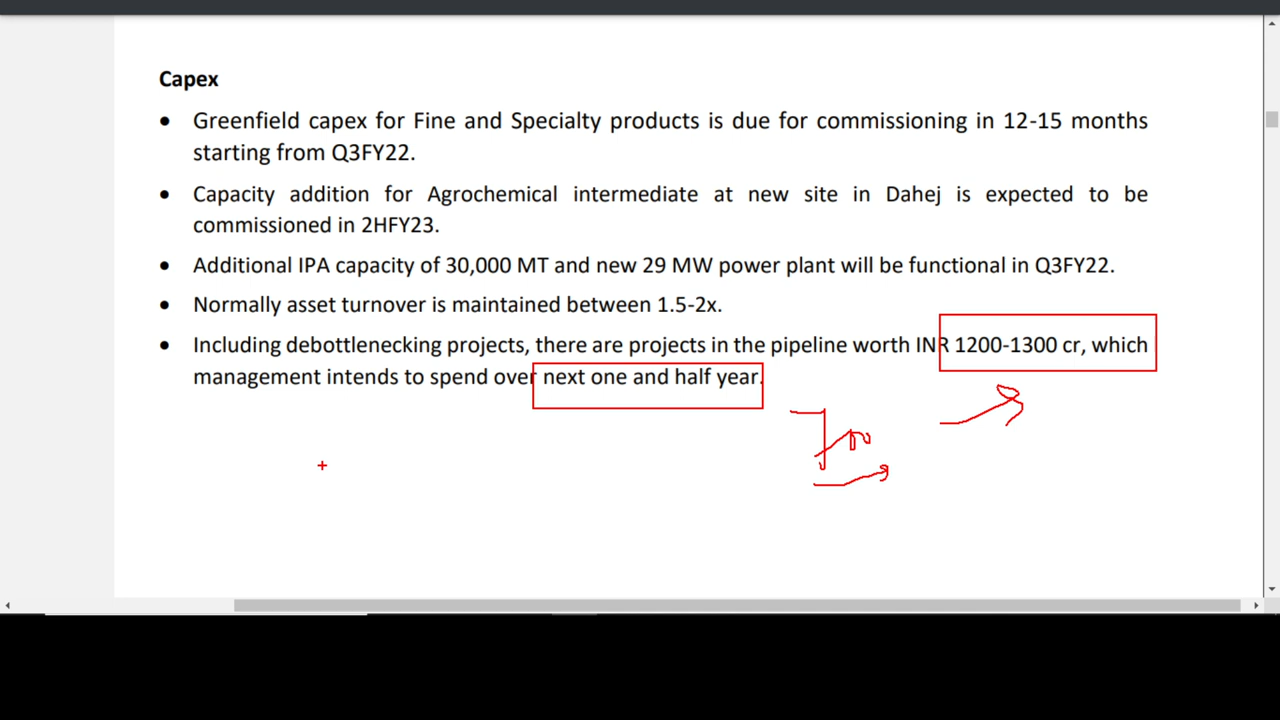 Capex
• Greenfield capex for Fine and Specialty products is due for commissioning in 12-15 months
starting from Q3FY22.
• Capacity addition for Agrochemical intermediate at new site in Dahej is expected to be
commissioned in 2HFY23.
• Additional IPA capacity of 30,000 MT and new 29 MW power plant will be functional in Q3FY22.
• Normally asset turnover is maintained between 1.5-2x.
• Including debottlenecking projects, there are projects in the pipeline worth INR 1200-1300 cr, which
management intends to spend over next one and half year.